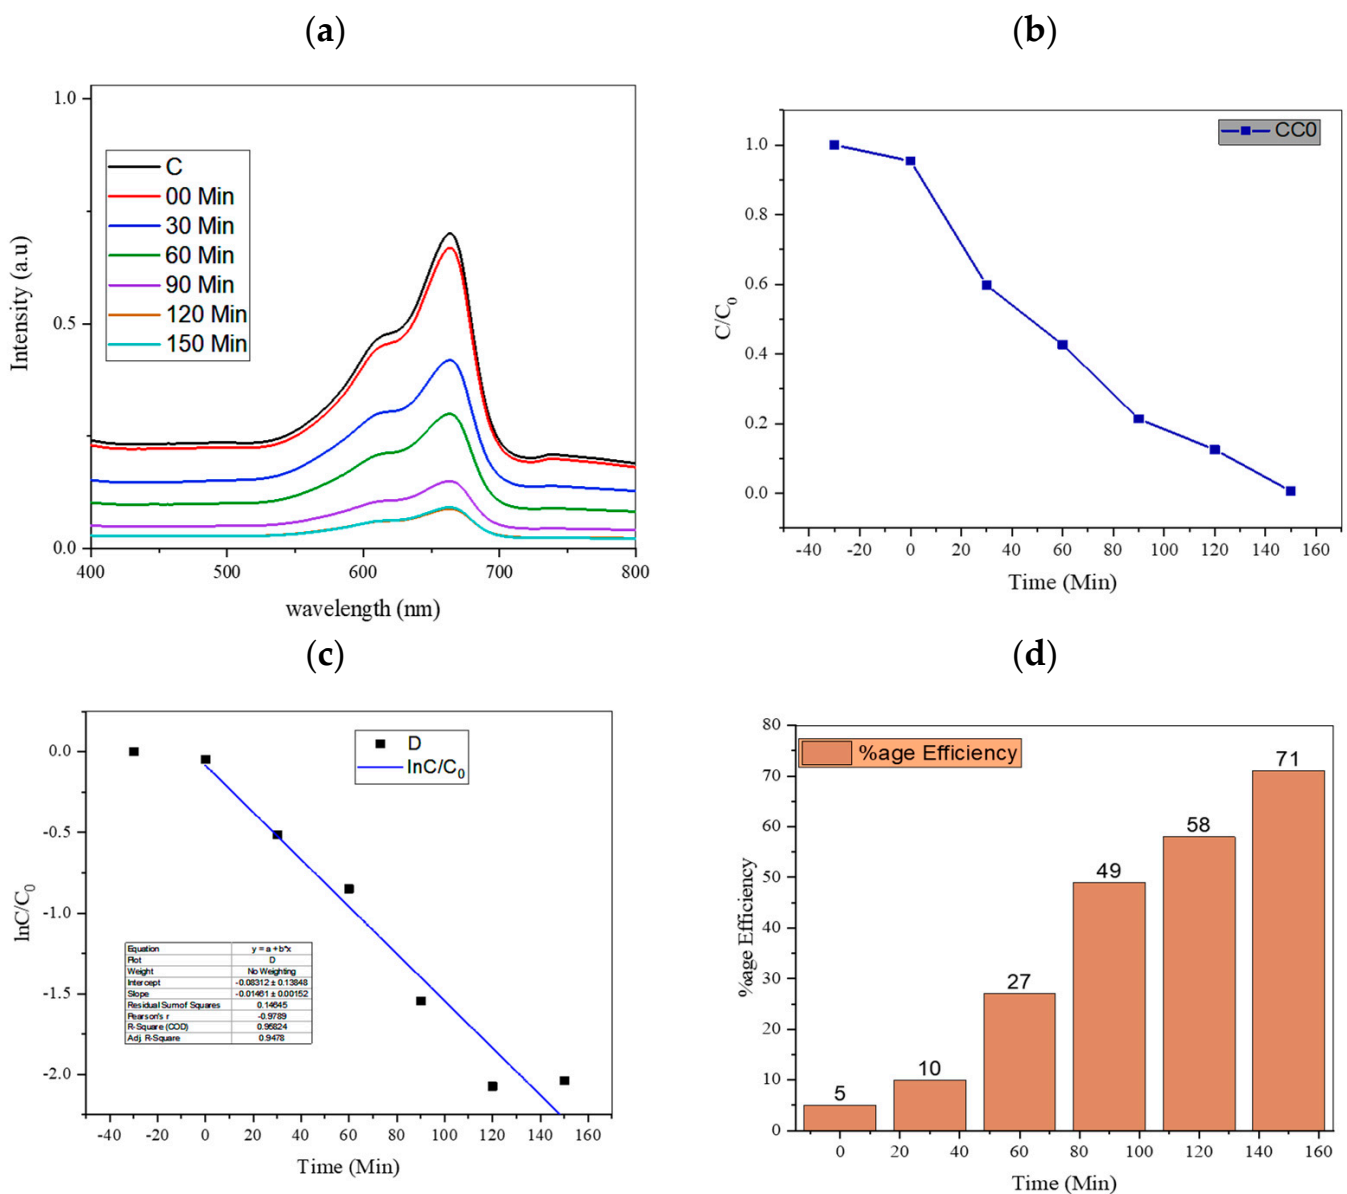 (a)
1.0
0.5
0.0
400
500
600
700
800
Intensity (a.u)
wavelength (nm)
C
00 Min
30 Min
60 Min
90 Min
120 Min
150 Min
(b)
1.0
0.8
0.6
0.4
0.2
0.0
-40
-20
0
20
40
60
80
100
120
140
160
C/C0
Time (Min)
CC0
(c)
0.0
-0.5
-1.0
-1.5
-2.0
-40
-20
0
20
40
60
80
100
120
140
160
lnC/C0
Time (Min)
D
lnC/C0
Equation y = a + b*x
Plot D
Weight No Weighting
Intercept -0.08312 ± 0.13848
Slope -0.01461 ± 0.00152
Residual Sum of Squares 0.14645
Pearson's r -0.9789
R-Square (COD) 0.95824
Adj. R-Square 0.9478
(d)
80
70
60
50
40
30
20
10
0
0
20
40
60
80
100
120
140
160
%age Efficiency
Time (Min)
%age Efficiency
5
10
27
49
58
71